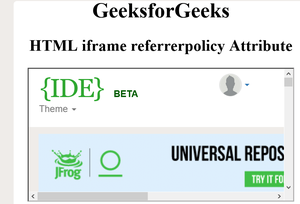 GeeksforGeeks
HTML iframe referrerpolicy Attribute
{IDE} BETA
Theme
UNIVERSAL REPOS
JFrog
TRY IT FO